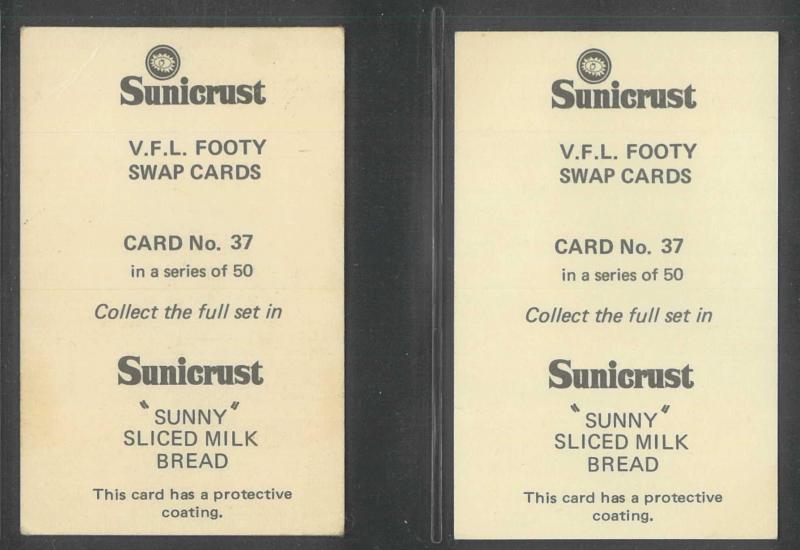 Sunicrust
V.F.L. FOOTY
SWAP CARDS
CARD No. 37
in a series of 50
Collect the full set in
Sunicrust
"SUNNY"
SLICED MILK
BREAD
This card has a protective
coating.
Sunicrust
V.F.L. FOOTY
SWAP CARDS
CARD No. 37
in a series of 50
Collect the full set in
Sunicrust
"SUNNY"
SLICED MILK
BREAD
This card has a protective
coating.